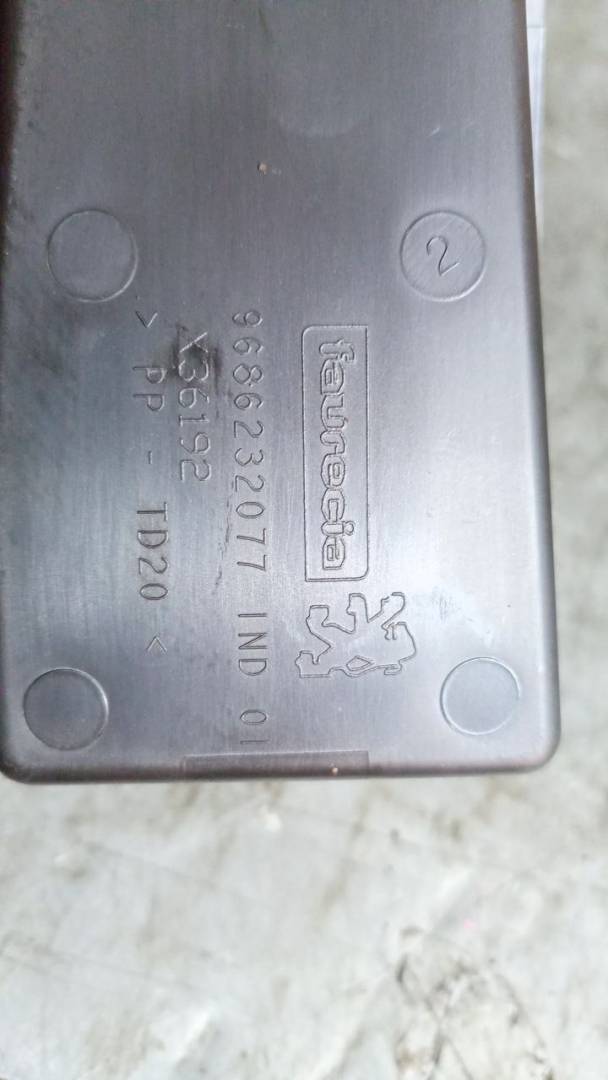 2
faurecia
9686232077 IND 01
X36192
> PP - TD20 <